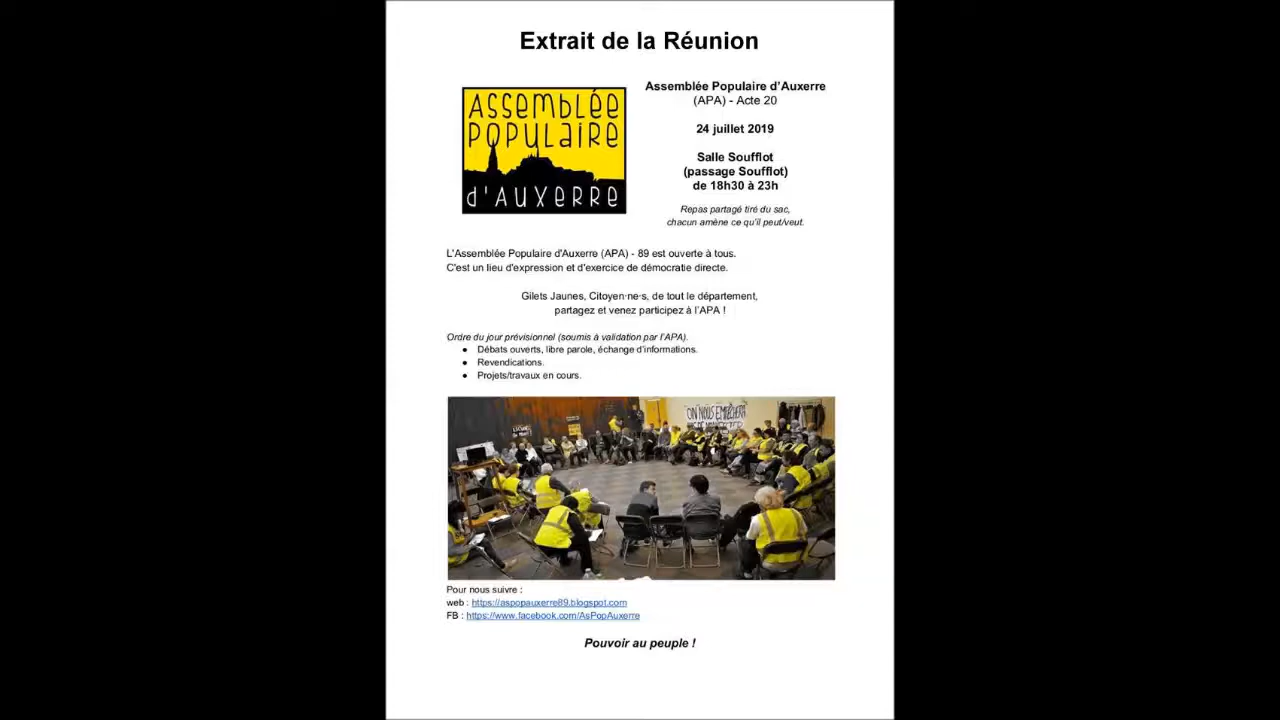 Extrait de la Réunion
ASSEMBLÉE
POPULAIRE
d'AUXERRE
Assemblée Populaire d'Auxerre
(APA) - Acte 20
24 juillet 2019
Salle Soufflot
(passage Soufflot)
de 18h30 à 23h
Repas partagé tiré du sac,
chacun amène ce qu'il peut/veut.
L'Assemblée Populaire d'Auxerre (APA) - 89 est ouverte à tous.
C'est un lieu d'expression et d'exercice de démocratie directe.
Gilets Jaunes, Citoyen·ne·s, de tout le département,
partagez et venez participez à l'APA !
Ordre du jour prévisionnel (soumis à validation par l'APA).
● Débats ouverts, libre parole, échange d'informations.
● Revendications.
● Projets/travaux en cours.
ON NOUS EMPÊCHERA
Pour nous suivre :
web : https://aspopauxerre89.blogspot.com
FB : https://www.facebook.com/AsPopAuxerre
Pouvoir au peuple !